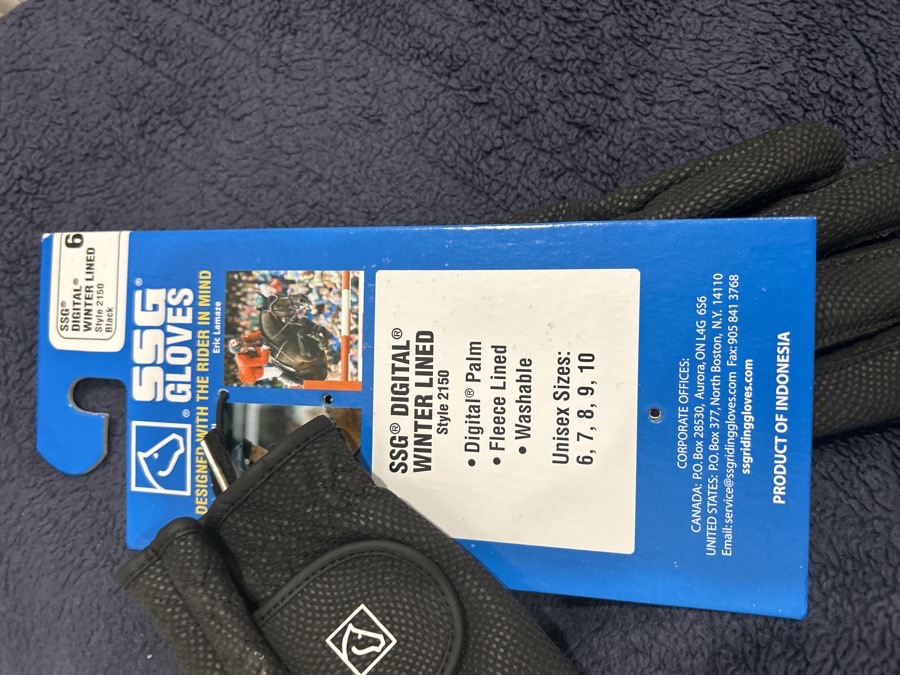 SSG®
DIGITAL®
WINTER LINED
Style 2150
Black
6
SSG®
GLOVES
®
DESIGNED WITH THE RIDER IN MIND
Eric Lamaze
SSG® DIGITAL®
WINTER LINED
Style 2150
• Digital® Palm
• Fleece Lined
• Washable
Unisex Sizes:
6, 7, 8, 9, 10
CORPORATE OFFICES:
CANADA: P.O. Box 28530, Aurora, ON L4G 6S6
UNITED STATES: P.O. Box 377, North Boston, N.Y. 14110
Email: service@ssgridinggloves.com Fax: 905 841 3768
ssgridinggloves.com
PRODUCT OF INDONESIA